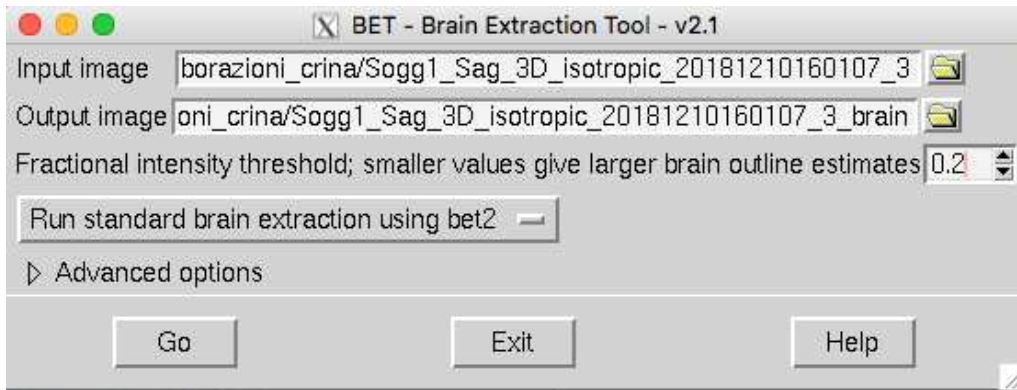 BET - Brain Extraction Tool - v2.1
Input image borazioni_crina/Sogg1_Sag_3D_isotropic_20181210160107_3
Output image oni_crina/Sogg1_Sag_3D_isotropic_20181210160107_3_brain
Fractional intensity threshold; smaller values give larger brain outline estimates 0.2
Run standard brain extraction using bet2
Advanced options
Go Exit Help